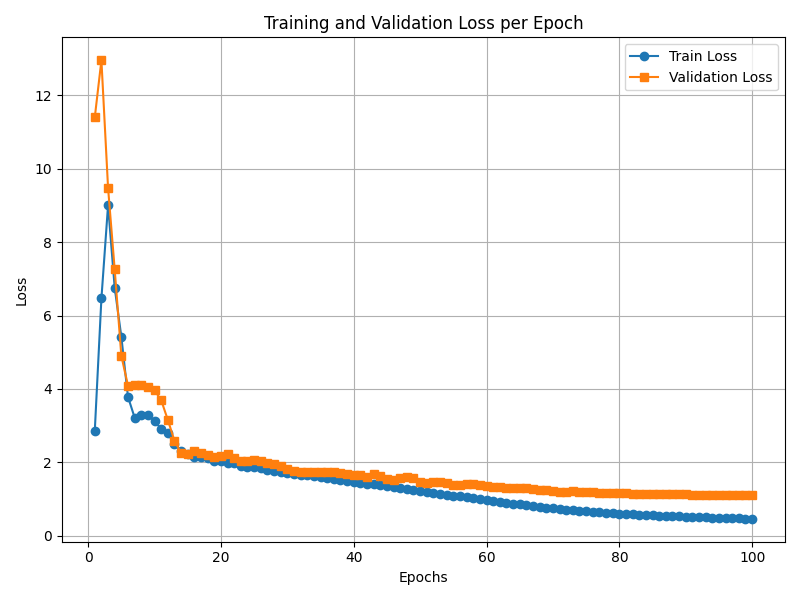 Training and Validation Loss per Epoch
Train Loss
Validation Loss
12
10
8
6
4
2
0
Loss
0 20 40 60 80 100
Epochs